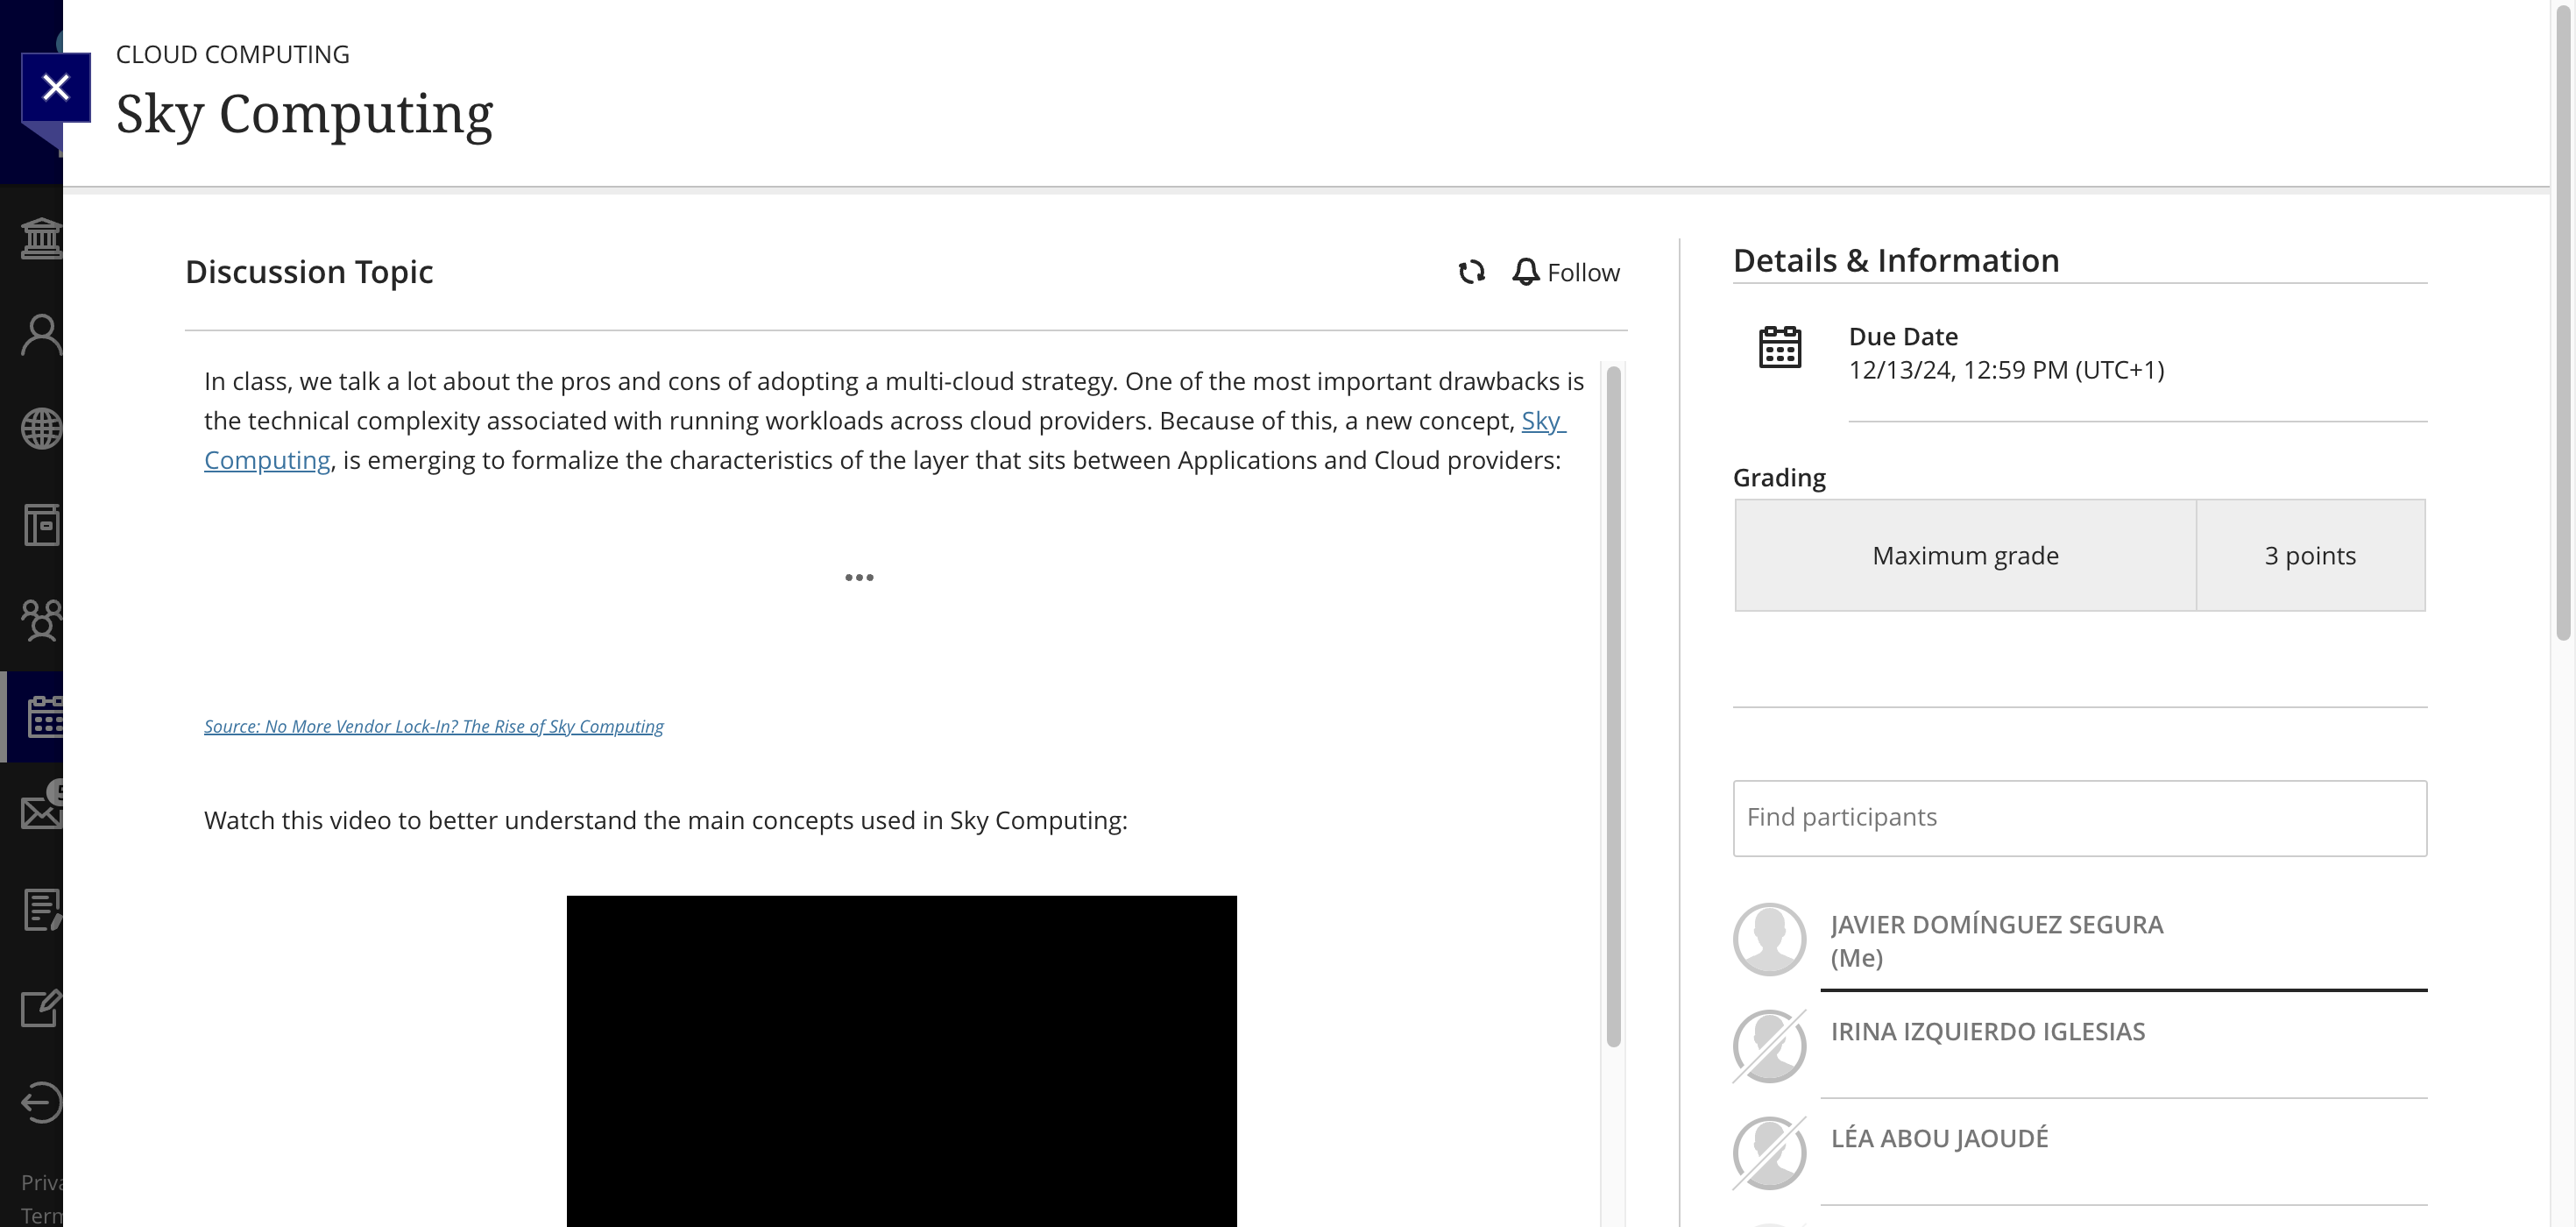 CLOUD COMPUTING
Sky Computing
Discussion Topic
Follow
In class, we talk a lot about the pros and cons of adopting a multi-cloud strategy. One of the most important drawbacks is
the technical complexity associated with running workloads across cloud providers. Because of this, a new concept, Sky
Computing, is emerging to formalize the characteristics of the layer that sits between Applications and Cloud providers:
Source: No More Vendor Lock-In? The Rise of Sky Computing
Watch this video to better understand the main concepts used in Sky Computing:
Details & Information
Due Date
12/13/24, 12:59 PM (UTC+1)
Grading
Maximum grade
3 points
Find participants
JAVIER DOMÍNGUEZ SEGURA
(Me)
IRINA IZQUIERDO IGLESIAS
LÉA ABOU JAOUDÉ